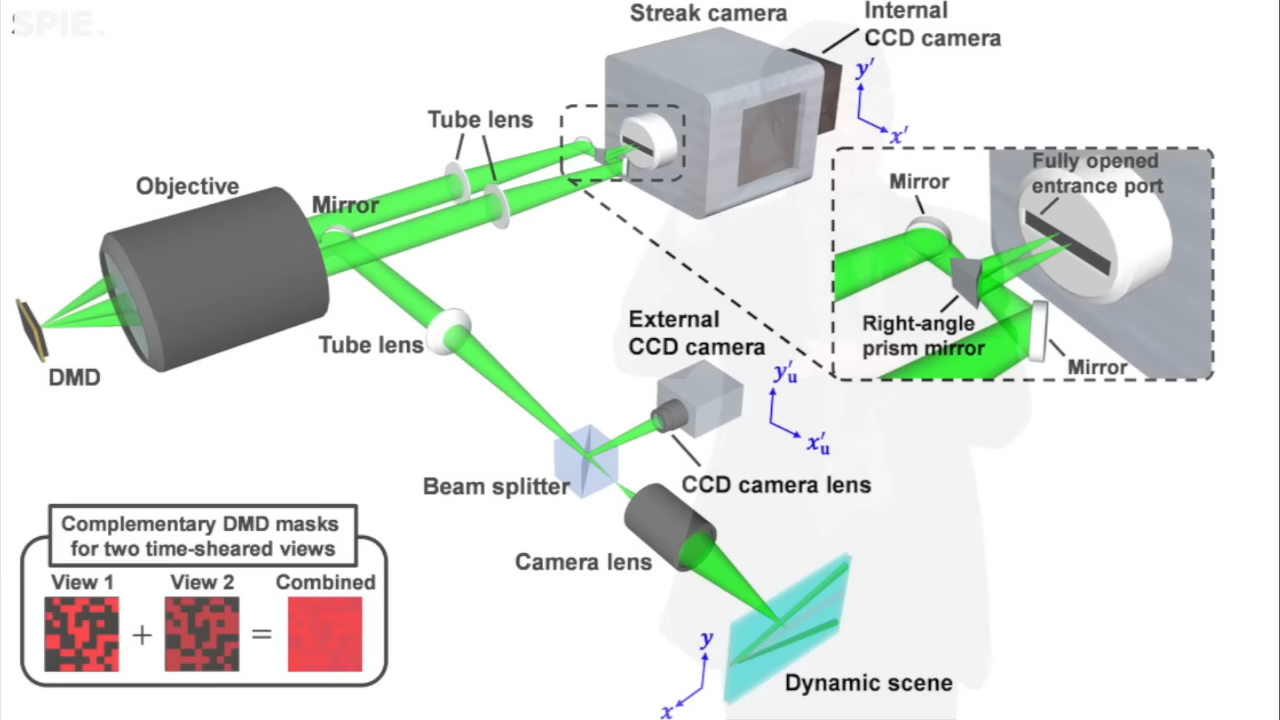 SPIE.
Streak camera
Internal
CCD camera
y′
x′
Tube lens
Objective
Mirror
Fully opened
entrance port
Mirror
Right-angle
prism mirror
Mirror
Tube lens
DMD
External
CCD camera
y′u
x′u
Beam splitter
CCD camera lens
Camera lens
Complementary DMD masks
for two time-sheared views
View 1 View 2 Combined
+ =
y
x
Dynamic scene